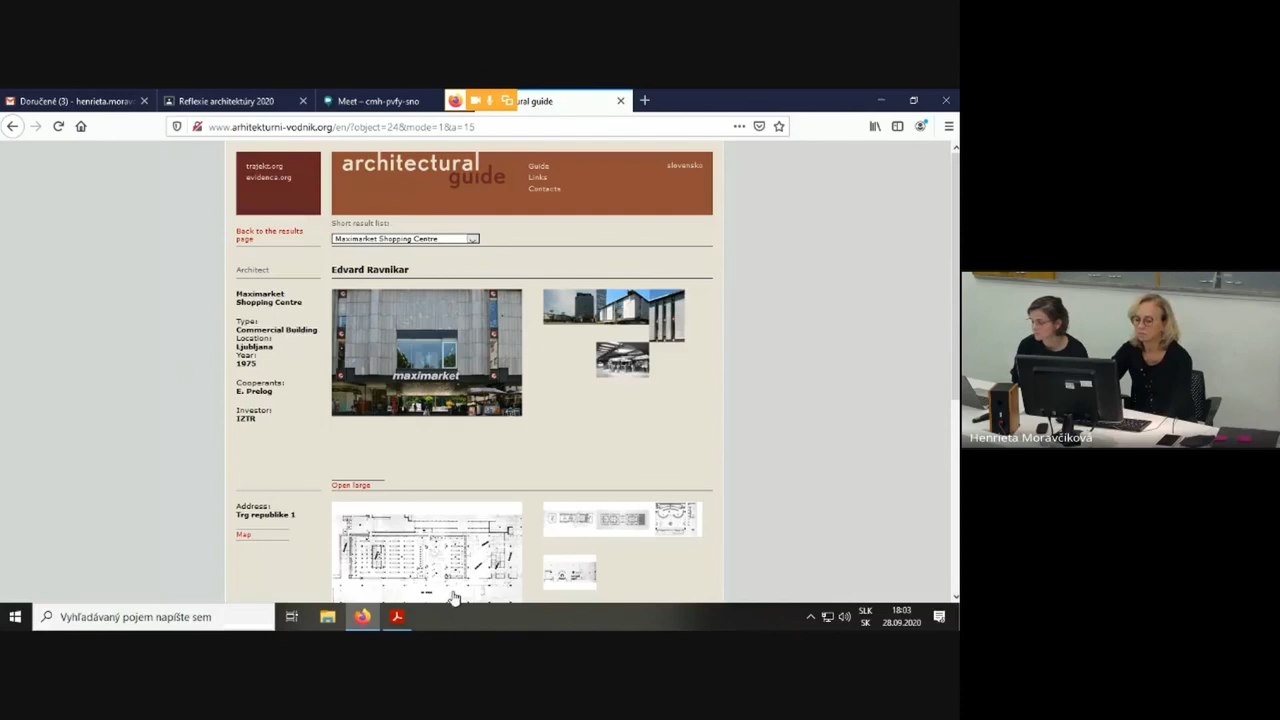 Doručené (3) - henrieta.morav
Reflexie architektúry 2020
Meet – cmh-pvfy-sno
ural guide
www.arhitekturni-vodnik.org/en/?object=24&mode=1&a=15
trajekt.org
evidenca.org
architectural
guide
Guide
Links
Contacts
slovensko
Short result list:
Back to the results
page
Maximarket Shopping Centre
Architect
Edvard Ravnikar
Maximarket
Shopping Centre
Type:
Commercial Building
Location:
Ljubljana
Year:
1975
Cooperants:
E. Prelog
Investor:
IZTR
maximarket
Open large
Address:
Trg republike 1
Map
Henrieta Moravčíková
Vyhľadávaný pojem napíšte sem
SLK
SK
18:03
28.09.2020